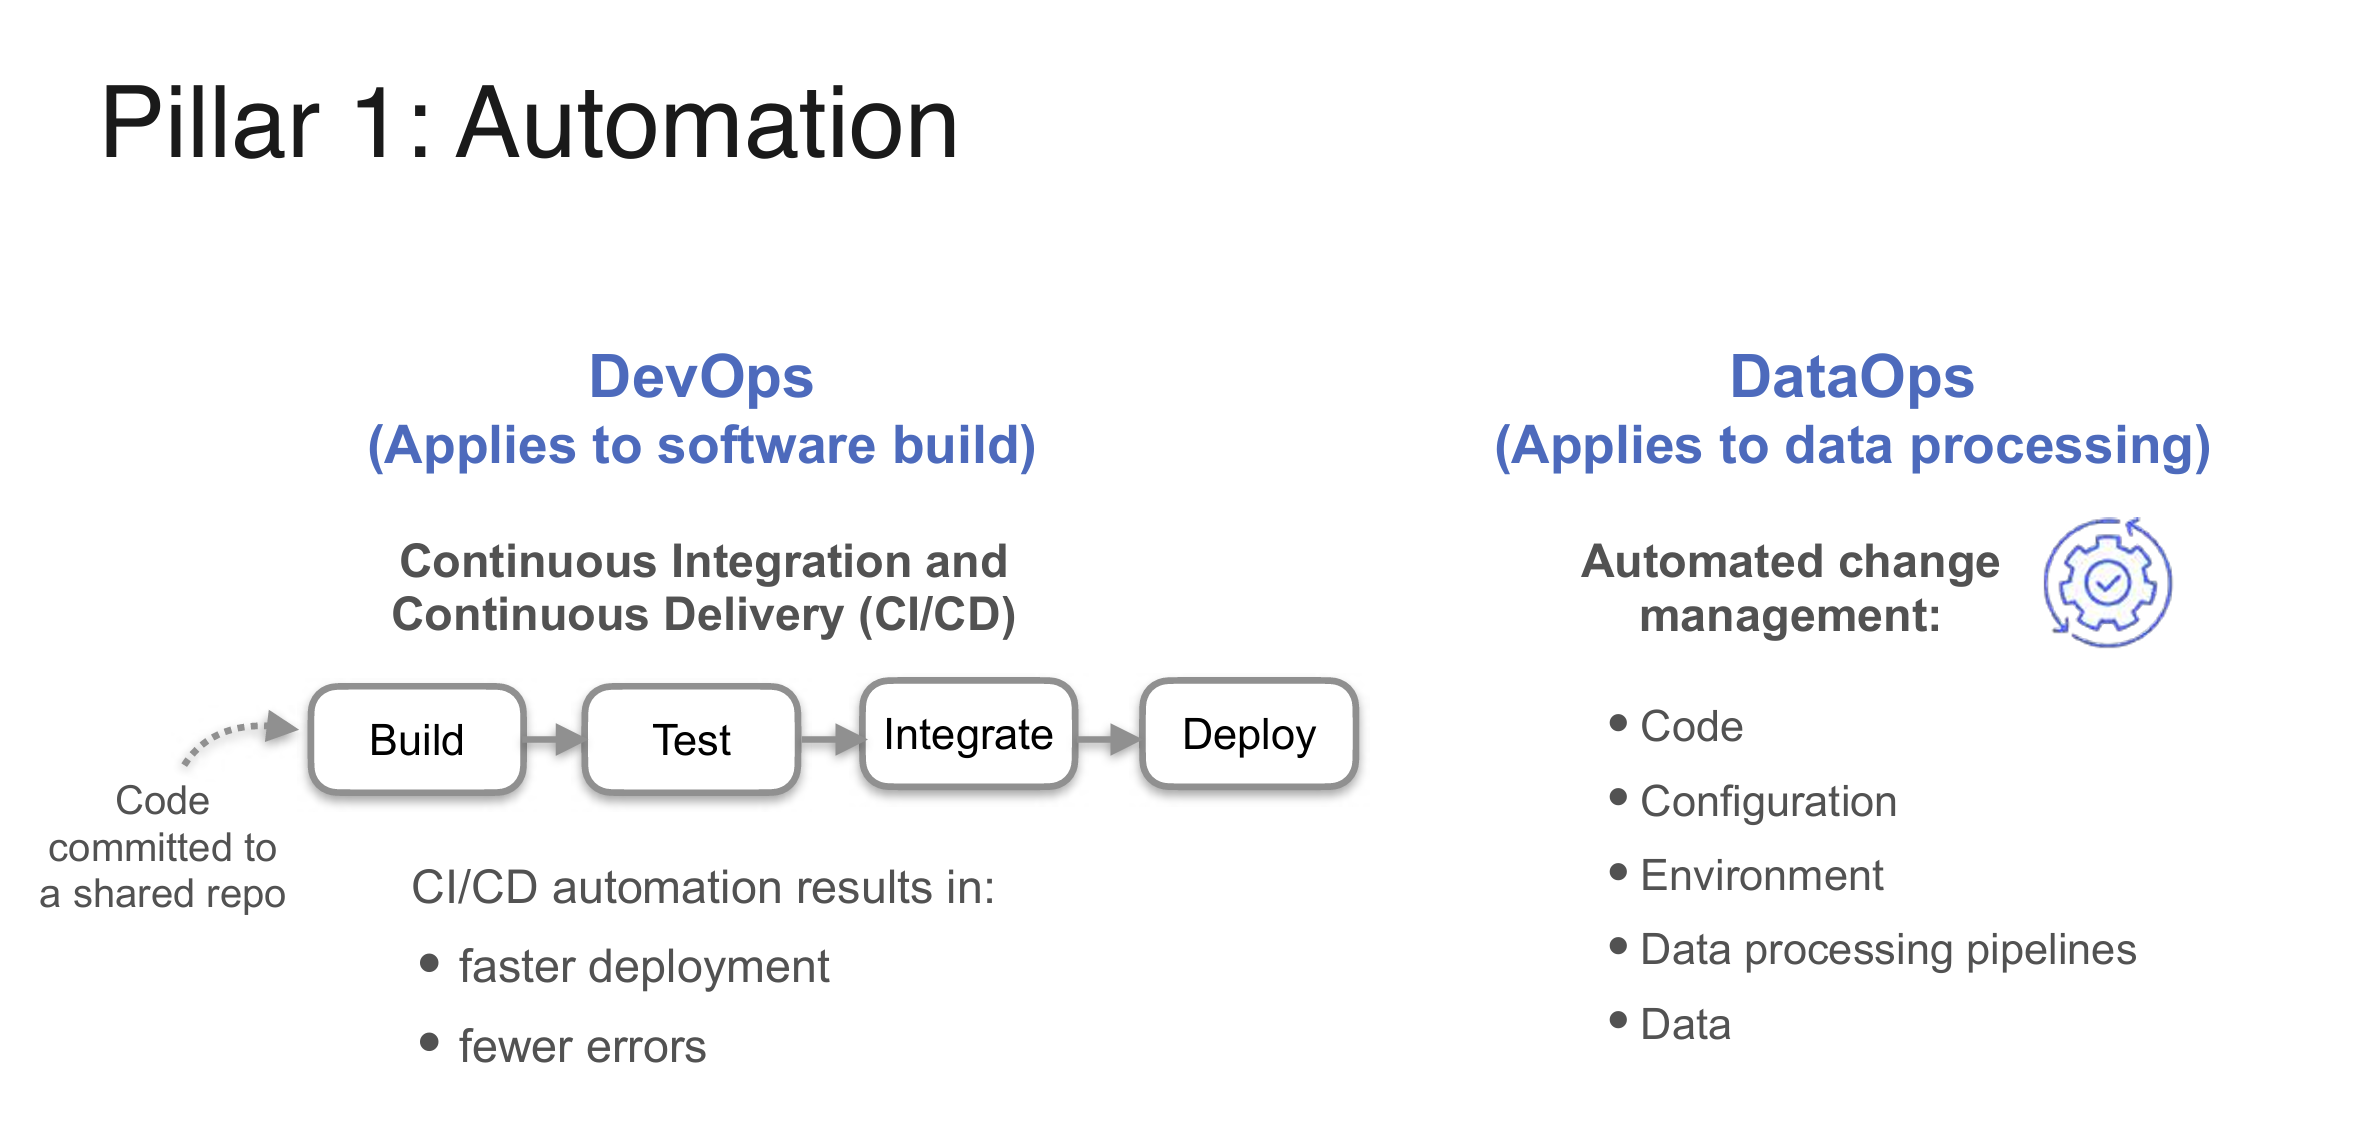 Pillar 1: Automation
DevOps
(Applies to software build)
Continuous Integration and
Continuous Delivery (CI/CD)
Code
committed to
a shared repo
Build
Test
Integrate
Deploy
CI/CD automation results in:
• faster deployment
• fewer errors
DataOps
(Applies to data processing)
Automated change
management:
• Code
• Configuration
• Environment
• Data processing pipelines
• Data